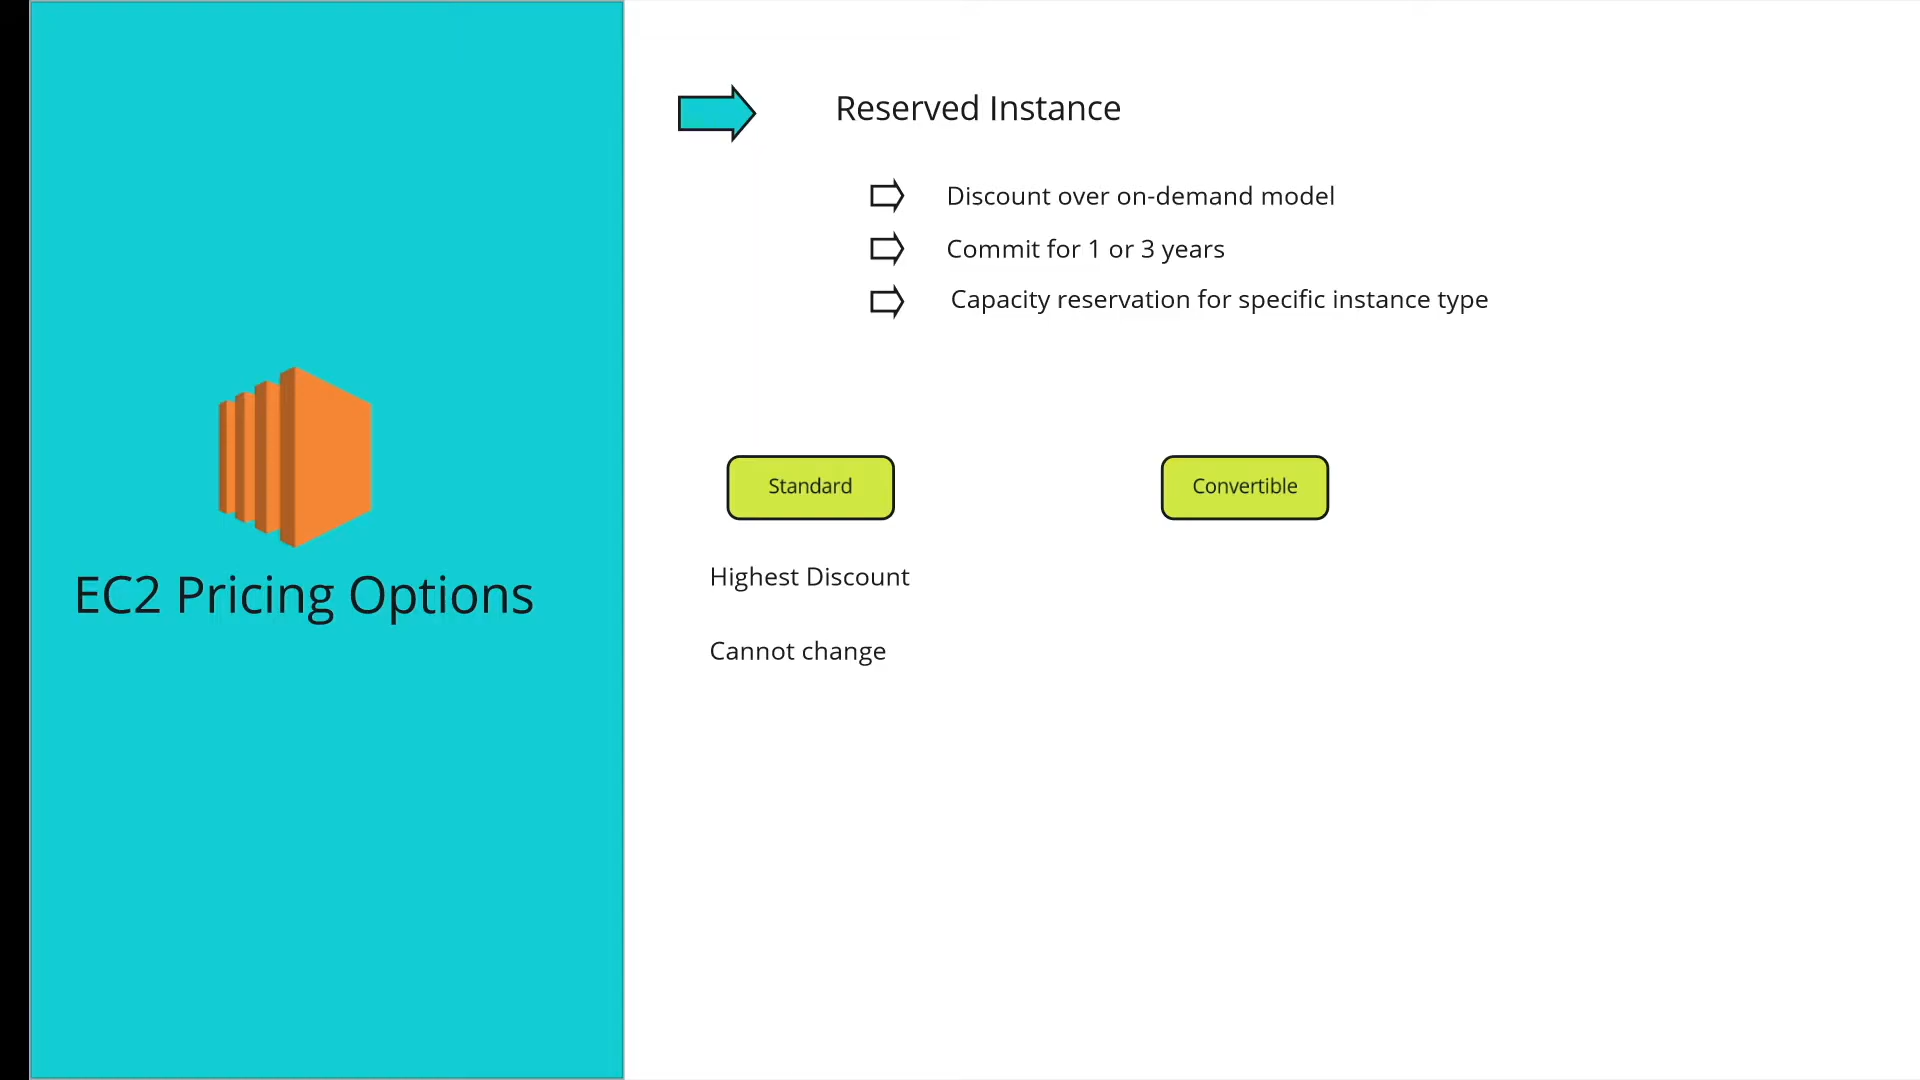 EC2 Pricing Options
Reserved Instance
Discount over on-demand model
Commit for 1 or 3 years
Capacity reservation for specific instance type
Standard
Convertible
Highest Discount
Cannot change